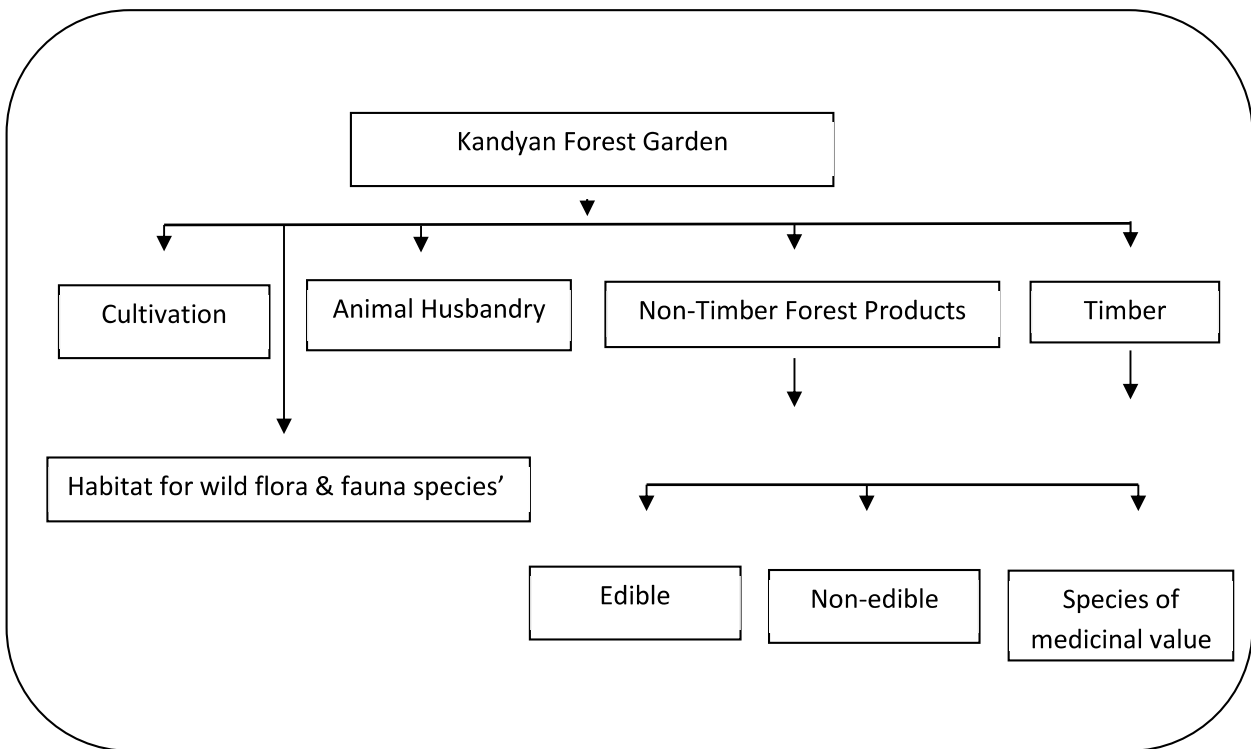 Kandyan Forest Garden
Cultivation
Animal Husbandry
Non-Timber Forest Products
Timber
Habitat for wild flora & fauna species’
Edible
Non-edible
Species of
medicinal value